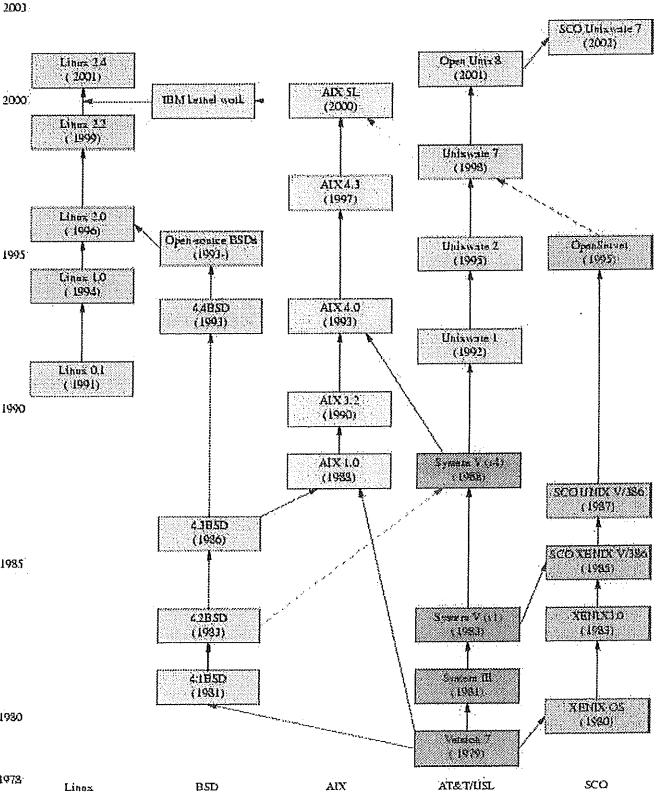 2003
SCO Unixware 7
(2002)
Linux 2.4
(2001)
Open Unix 8
(2001)
2000
IBM kernel work
AIX 5L
(2000)
Linux 2.2
(1999)
Unixware 7
(1998)
AIX 4.3
(1997)
Linux 2.0
(1996)
Open-source BSDs
(1993-)
Unixware 2
(1995)
OpenServer
(1995)
1995
Linux 1.0
(1994)
4.4BSD
(1993)
AIX 4.0
(1993)
Unixware 1
(1992)
Linux 0.1
(1991)
1990
AIX 3.2
(1990)
AIX 1.0
(1988)
System V (r4)
(1988)
SCO UNIX V/386
(1987)
4.3BSD
(1986)
1985
SCO XENIX V/386
(1985)
4.2BSD
(1983)
System V (r1)
(1983)
XENIX 3.0
(1983)
4.1BSD
(1981)
System III
(1981)
1980
XENIX OS
(1980)
Version 7
(1979)
1978
Linux
BSD
AIX
AT&T/USL
SCO